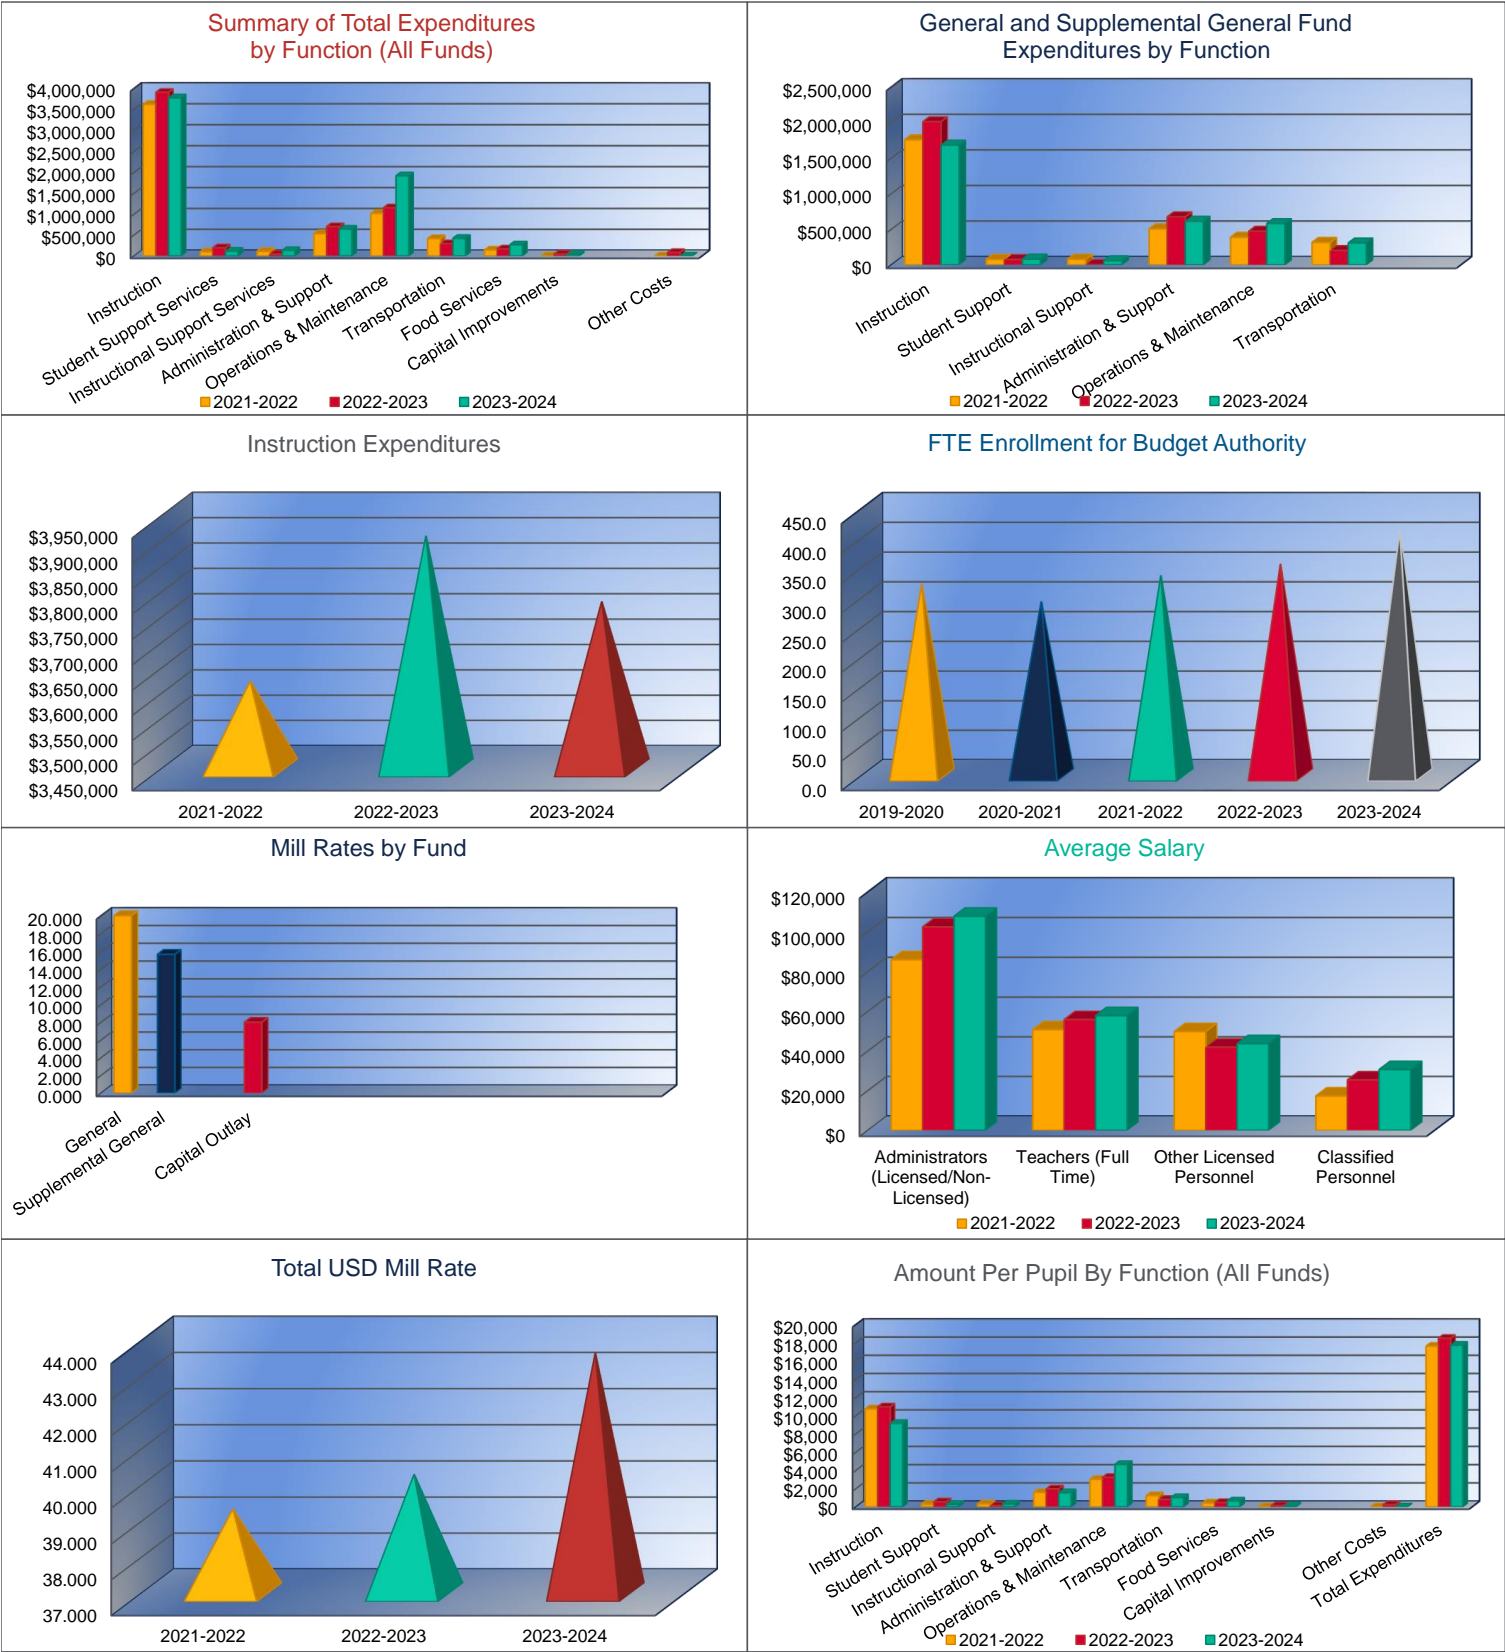 Summary of Total Expenditures
by Function (All Funds)
$4,000,000
$3,500,000
$3,000,000
$2,500,000
$2,000,000
$1,500,000
$1,000,000
$500,000
$0
Instruction
Student Support Services
Instructional Support Services
Administration & Support
Operations & Maintenance
Transportation
Food Services
Capital Improvements
Other Costs
2021-2022 2022-2023 2023-2024
General and Supplemental General Fund
Expenditures by Function
$2,500,000
$2,000,000
$1,500,000
$1,000,000
$500,000
$0
Instruction
Student Support
Instructional Support
Administration & Support
Operations & Maintenance
Transportation
2021-2022 2022-2023 2023-2024
Instruction Expenditures
$3,950,000
$3,900,000
$3,850,000
$3,800,000
$3,750,000
$3,700,000
$3,650,000
$3,600,000
$3,550,000
$3,500,000
$3,450,000
2021-2022 2022-2023 2023-2024
FTE Enrollment for Budget Authority
450.0
400.0
350.0
300.0
250.0
200.0
150.0
100.0
50.0
0.0
2019-2020 2020-2021 2021-2022 2022-2023 2023-2024
Mill Rates by Fund
20.000
18.000
16.000
14.000
12.000
10.000
8.000
6.000
4.000
2.000
0.000
General
Supplemental General
Capital Outlay
Average Salary
$120,000
$100,000
$80,000
$60,000
$40,000
$20,000
$0
Administrators
(Licensed/Non-
Licensed)
Teachers (Full
Time)
Other Licensed
Personnel
Classified
Personnel
2021-2022 2022-2023 2023-2024
Total USD Mill Rate
44.000
43.000
42.000
41.000
40.000
39.000
38.000
37.000
2021-2022 2022-2023 2023-2024
Amount Per Pupil By Function (All Funds)
$20,000
$18,000
$16,000
$14,000
$12,000
$10,000
$8,000
$6,000
$4,000
$2,000
$0
Instruction
Student Support
Instructional Support
Administration & Support
Operations & Maintenance
Transportation
Food Services
Capital Improvements
Other Costs
Total Expenditures
2021-2022 2022-2023 2023-2024